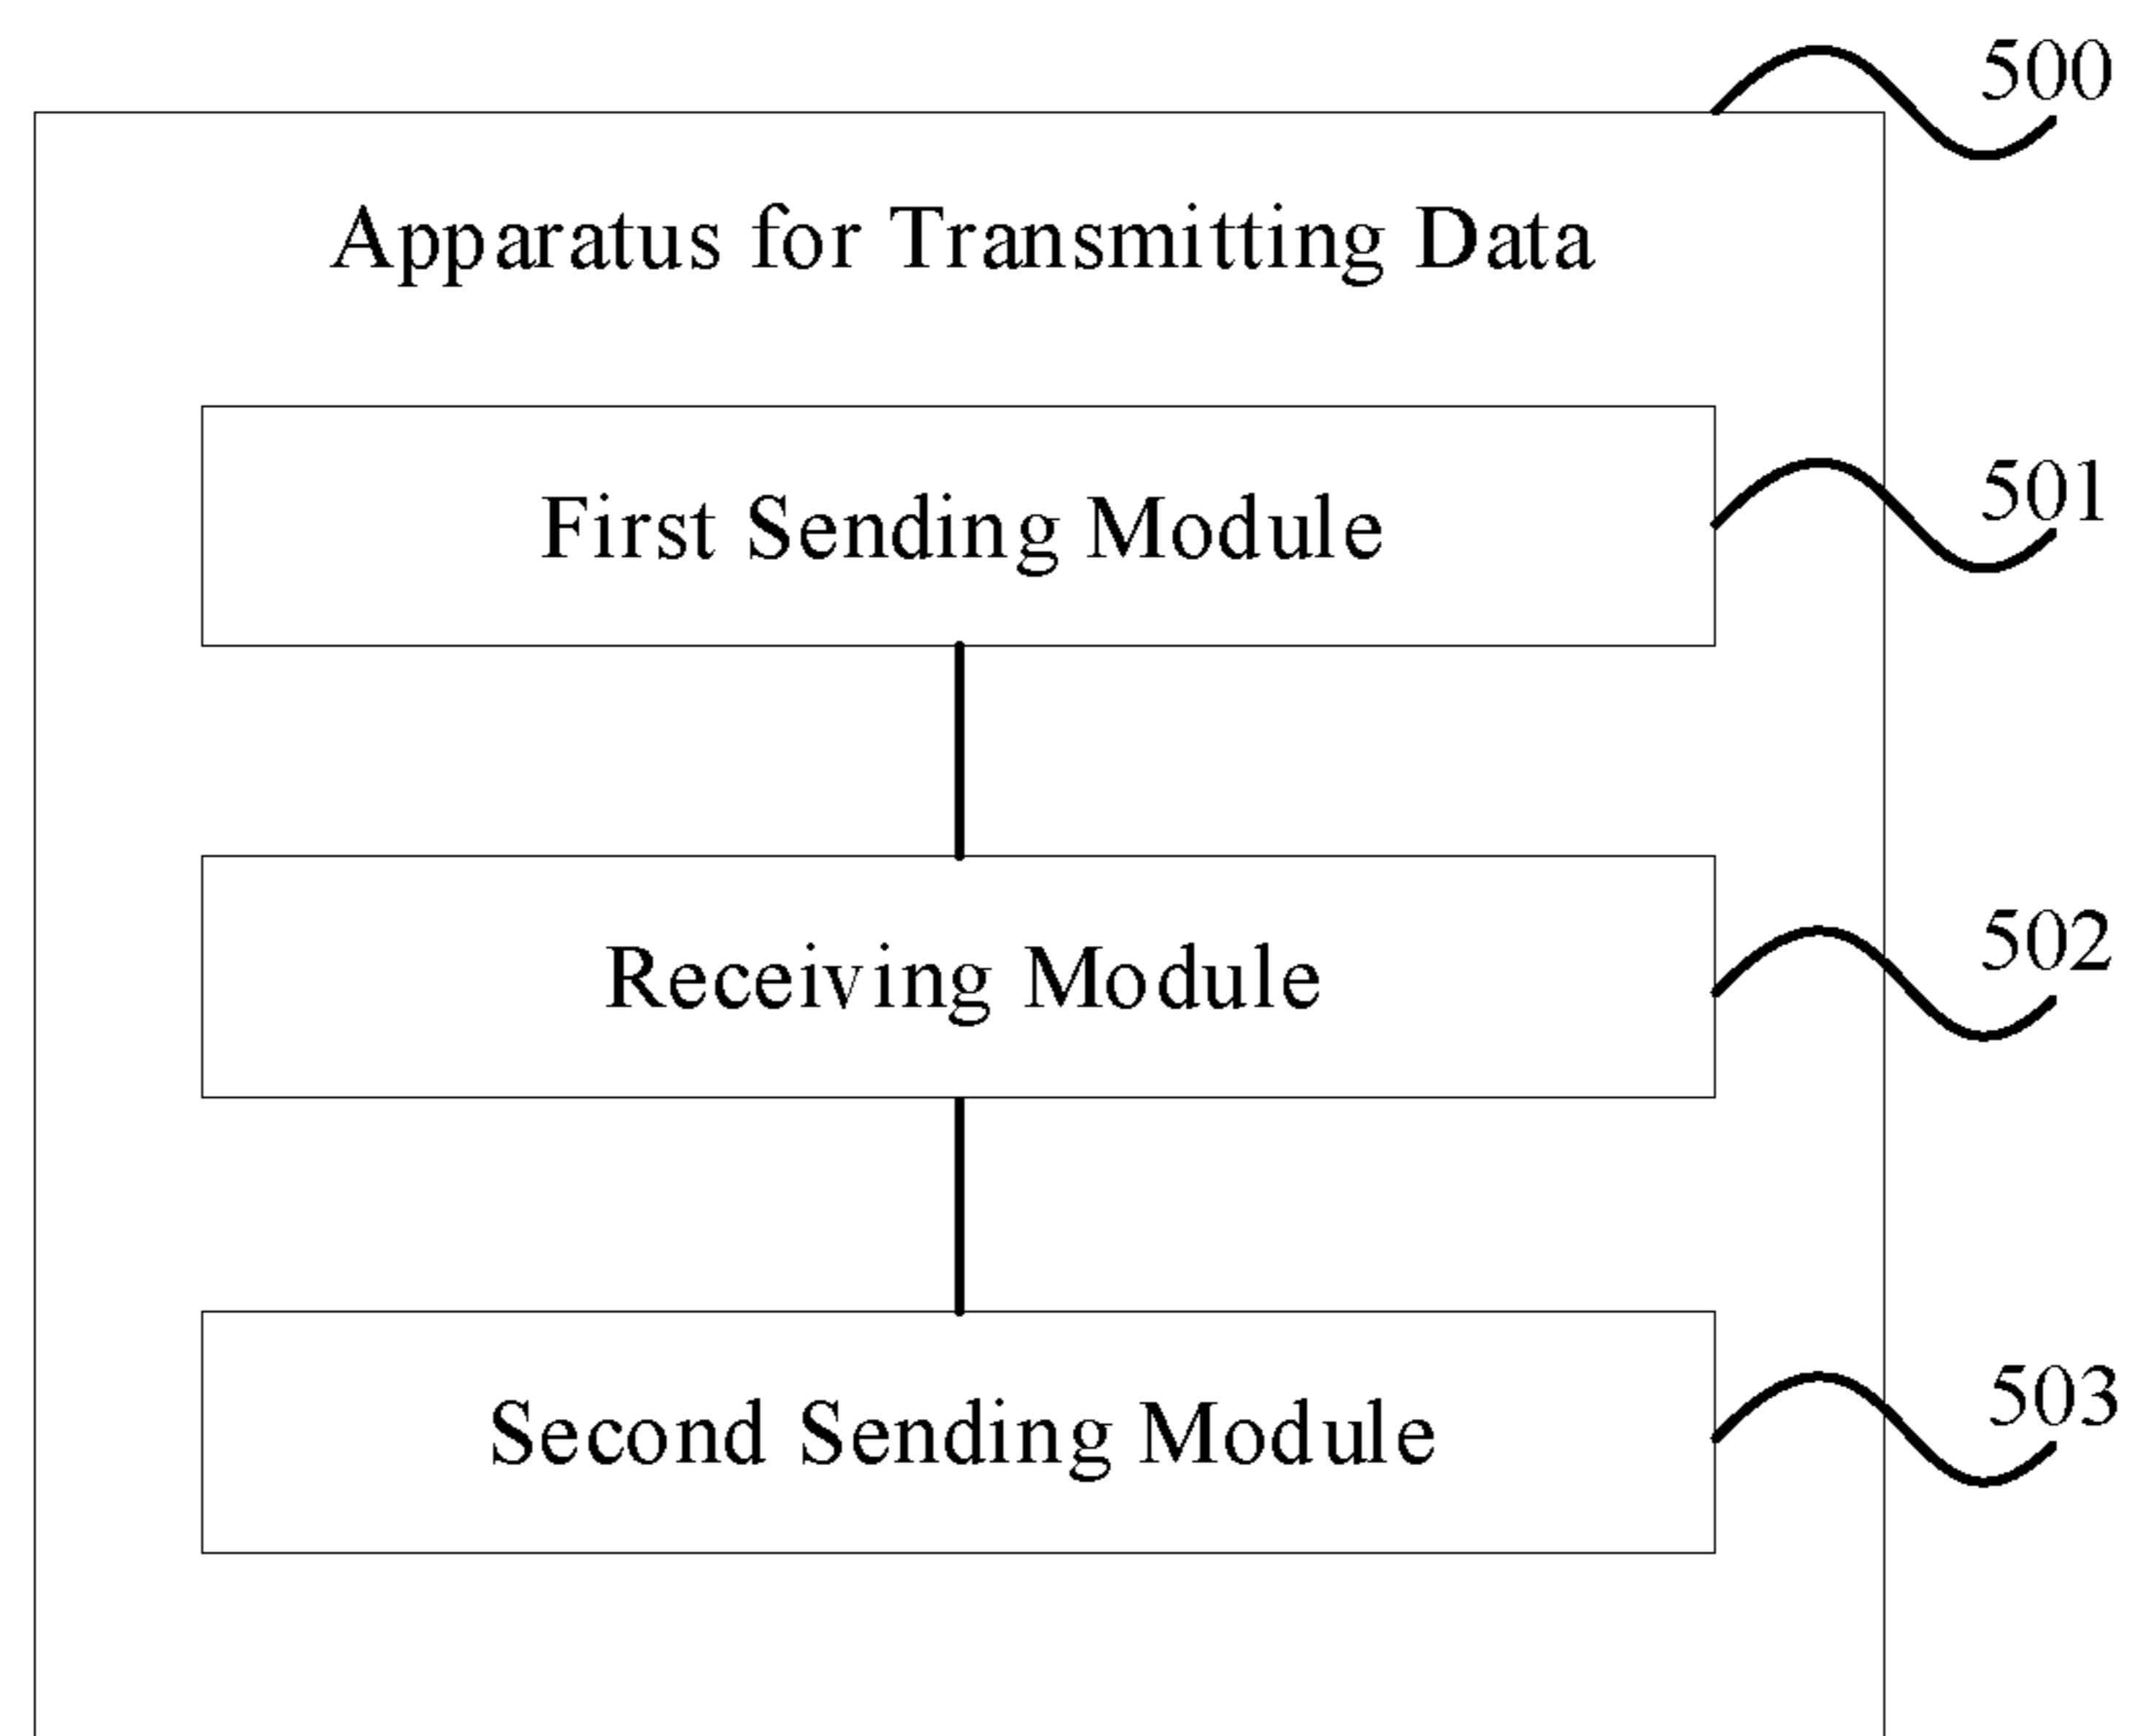 500
Apparatus for Transmitting Data
First Sending Module
501
Receiving Module
502
Second Sending Module
503